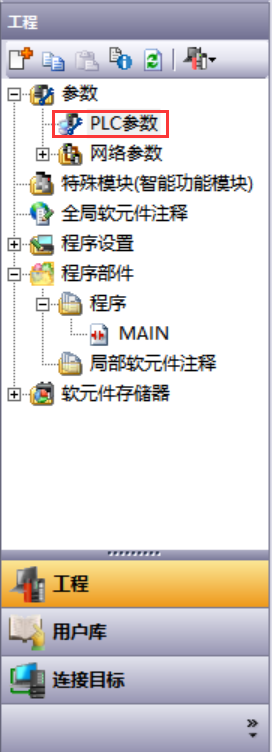 工程
参数
PLC参数
网络参数
特殊模块(智能功能模块)
全局软元件注释
程序设置
程序部件
程序
MAIN
局部软元件注释
软元件存储器
工程
用户库
连接目标